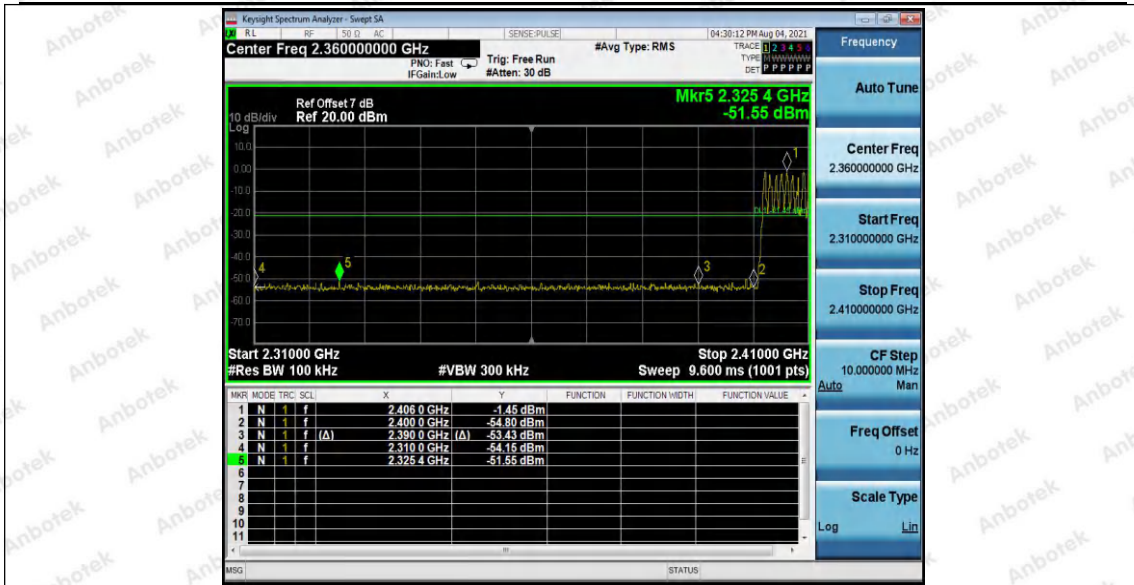 Keysight Spectrum Analyzer - Swept SA
RL RF 50 Ω AC SENSE:PULSE 04:30:12 PM Aug 04, 2021
Center Freq 2.360000000 GHz #Avg Type: RMS TRACE 1 2 3 4 5 6
PNO: Fast Trig: Free Run TYPE M W W W W W
IFGain:Low #Atten: 30 dB DET P P P P P P
Mkr5 2.325 4 GHz
-51.55 dBm
Ref Offset 7 dB
10 dB/div Ref 20.00 dBm
Log
10.0
0.00
-10.0
-20.0
-30.0
-40.0
-50.0
-60.0
-70.0
1
2
3
4
5
Start 2.31000 GHz Stop 2.41000 GHz
#Res BW 100 kHz #VBW 300 kHz Sweep 9.600 ms (1001 pts)
MKR MODE TRC SCL X Y FUNCTION FUNCTION WIDTH FUNCTION VALUE
1 N 1 f 2.406 0 GHz -1.45 dBm
2 N 1 f 2.400 0 GHz -54.80 dBm
3 N 1 f (Δ) 2.390 0 GHz (Δ) -53.43 dBm
4 N 1 f 2.310 0 GHz -54.15 dBm
5 N 1 f 2.325 4 GHz -51.55 dBm
6
7
8
9
10
11
MSG STATUS
Frequency
Auto Tune
Center Freq
2.360000000 GHz
Start Freq
2.310000000 GHz
Stop Freq
2.410000000 GHz
CF Step
10.000000 MHz
Auto Man
Freq Offset
0 Hz
Scale Type
Log Lin
Anbotek